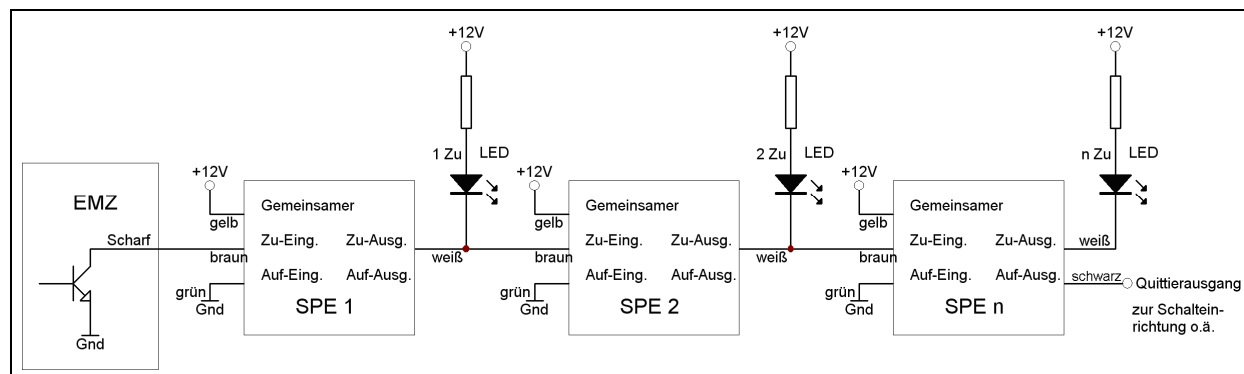 +12V
+12V
+12V
1 Zu LED
2 Zu LED
n Zu LED
+12V
+12V
+12V
EMZ
Scharf
Gnd
gelb
Gemeinsamer
braun
Zu-Eing. Zu-Ausg.
Auf-Eing. Auf-Ausg.
grün
Gnd
SPE 1
weiß
gelb
Gemeinsamer
braun
Zu-Eing. Zu-Ausg.
Auf-Eing. Auf-Ausg.
grün
Gnd
SPE 2
weiß
gelb
Gemeinsamer
braun
Zu-Eing. Zu-Ausg.
Auf-Eing. Auf-Ausg.
grün
Gnd
SPE n
weiß
schwarz
Quittierausgang
zur Schaltein-
richtung o.ä.